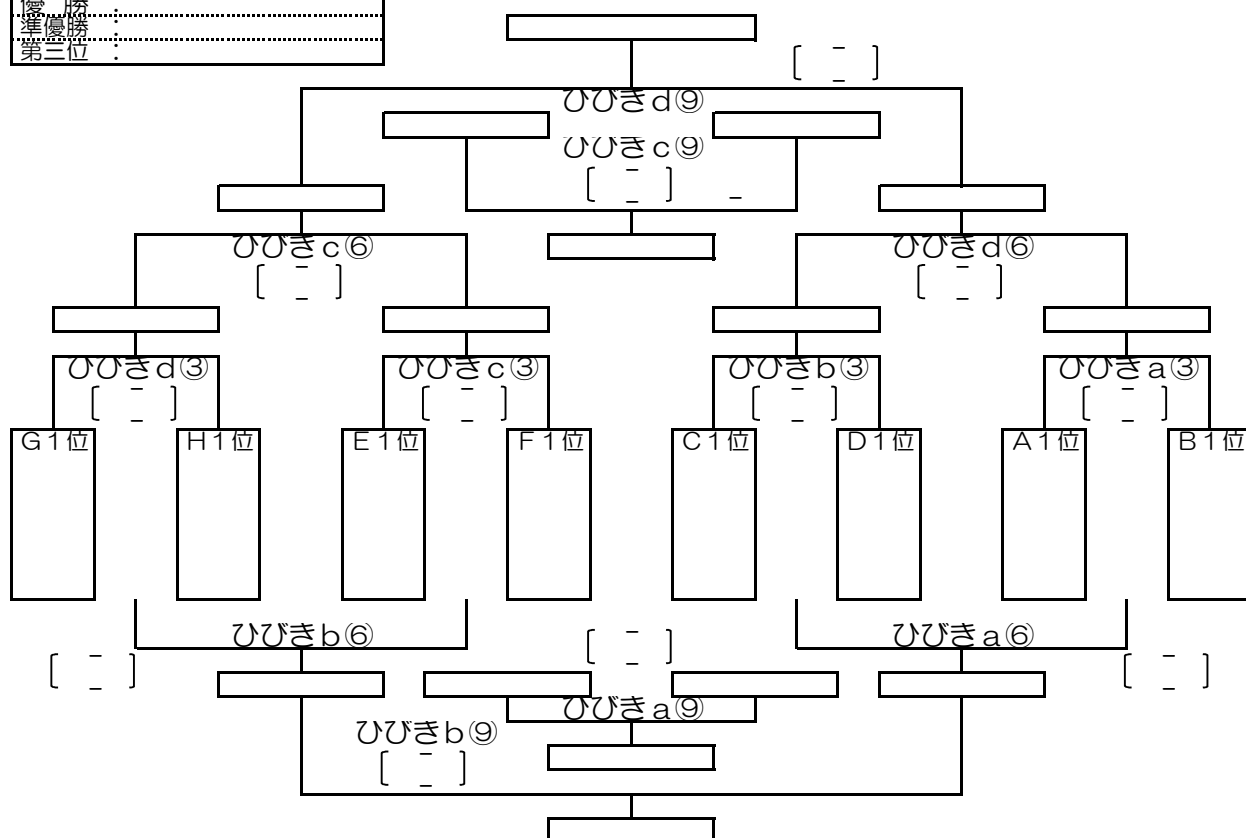 優　勝　：
準優勝　：
第三位　：
[ － － ]
ひびきｄ⑨
ひびきｃ⑨
[ － － ] －
ひびきｃ⑥ ひびきｄ⑥
[ － － ] [ － － ]
ひびきｄ③ ひびきｃ③ ひびきｂ③ ひびきａ③
[ － － ] [ － － ] [ － － ] [ － － ]
Ｇ１位 Ｈ１位 Ｅ１位 Ｆ１位 Ｃ１位 Ｄ１位 Ａ１位 Ｂ１位
ひびきｂ⑥ [ － － ] ひびきａ⑥
[ － － ] [ － － ]
ひびきａ⑨
ひびきｂ⑨
[ － － ]